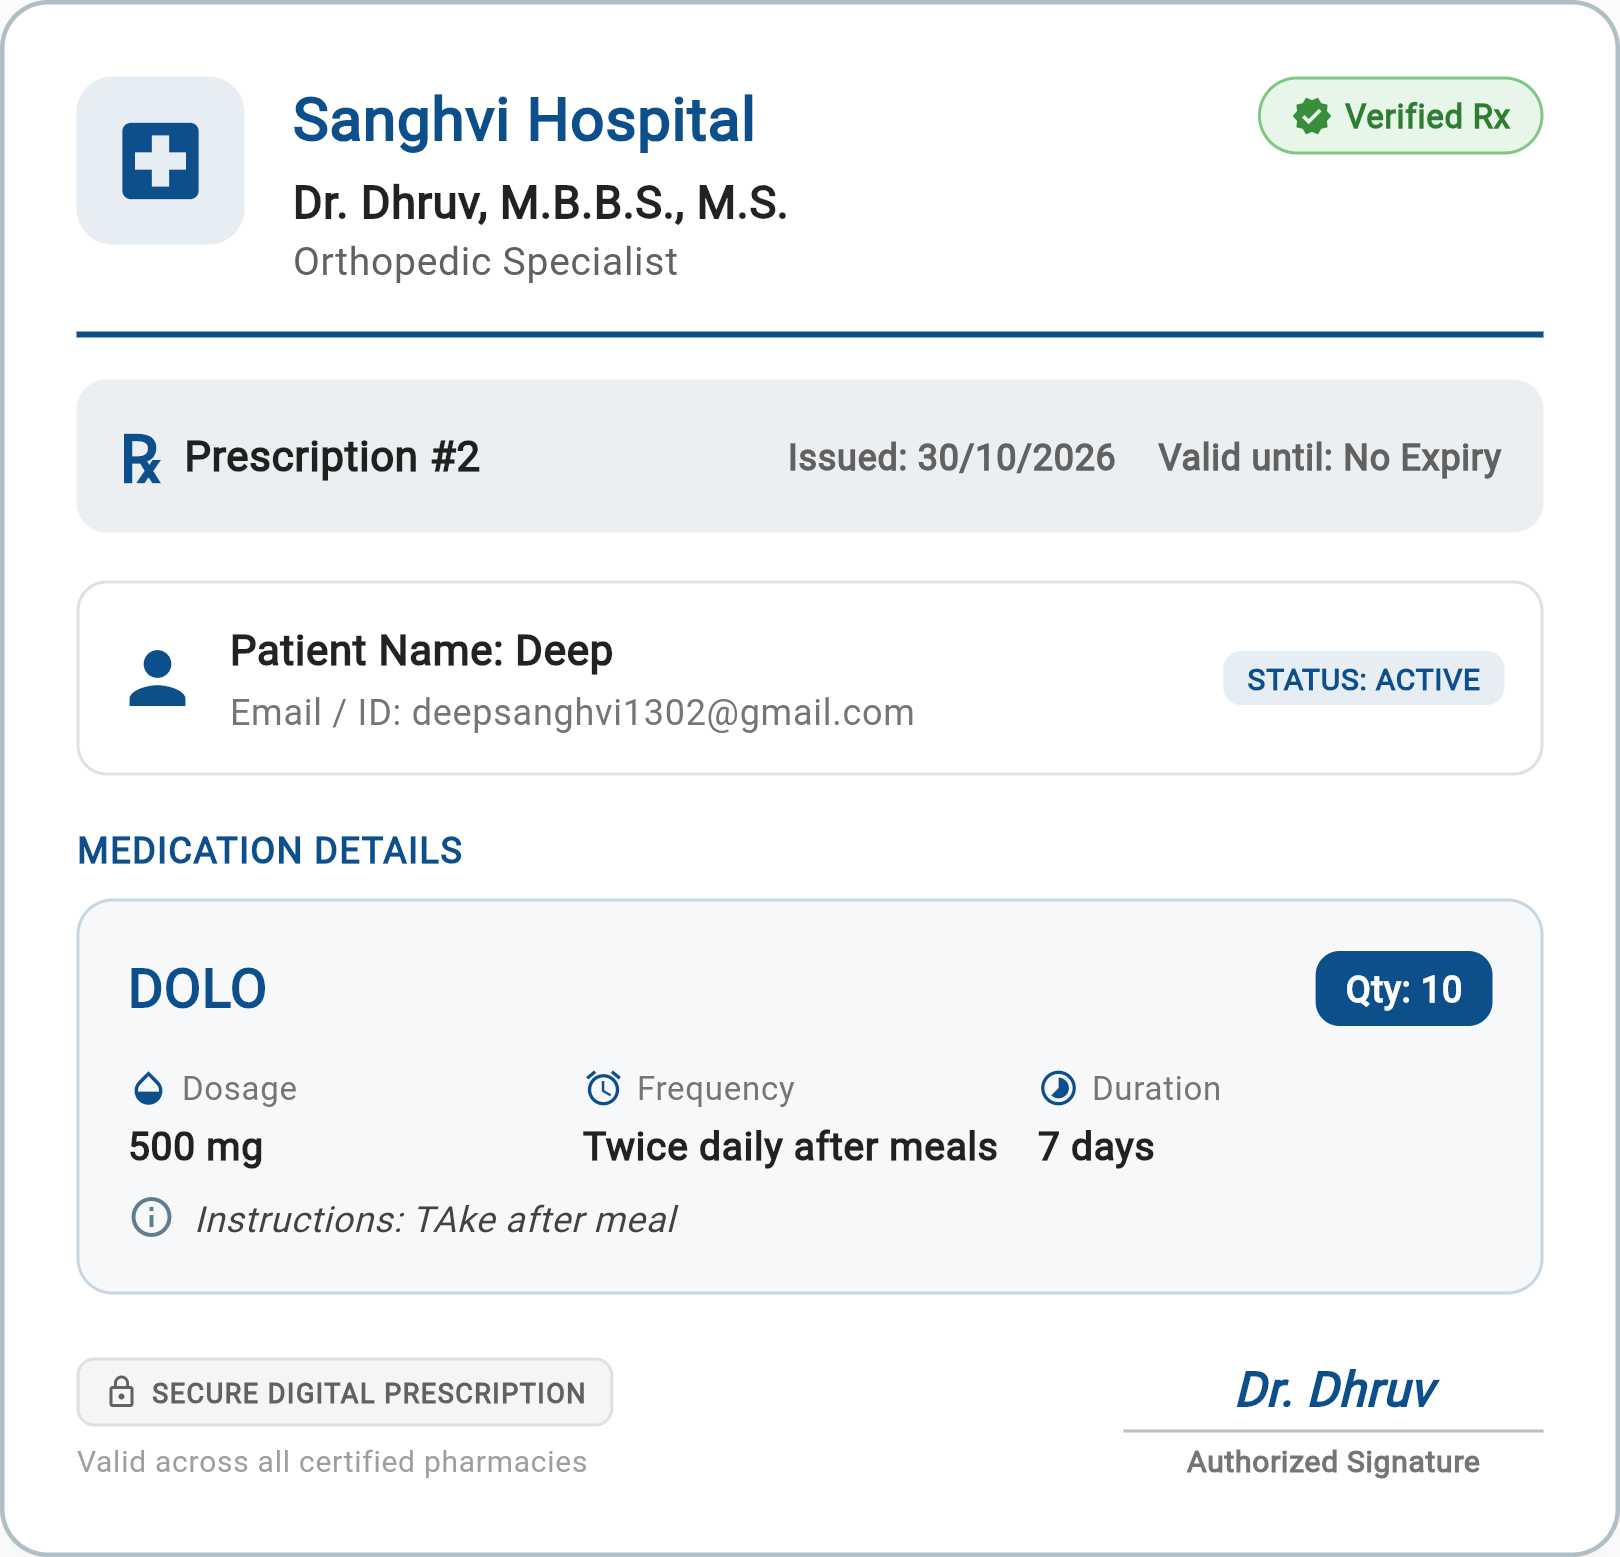 Sanghvi Hospital
Verified Rx
Dr. Dhruv, M.B.B.S., M.S.
Orthopedic Specialist
Rx Prescription #2
Issued: 30/10/2026 Valid until: No Expiry
Patient Name: Deep
Email / ID: deepsanghvi1302@gmail.com
STATUS: ACTIVE
MEDICATION DETAILS
DOLO
Qty: 10
Dosage
500 mg
Frequency
Twice daily after meals
Duration
7 days
Instructions: TAke after meal
SECURE DIGITAL PRESCRIPTION
Valid across all certified pharmacies
Dr. Dhruv
Authorized Signature